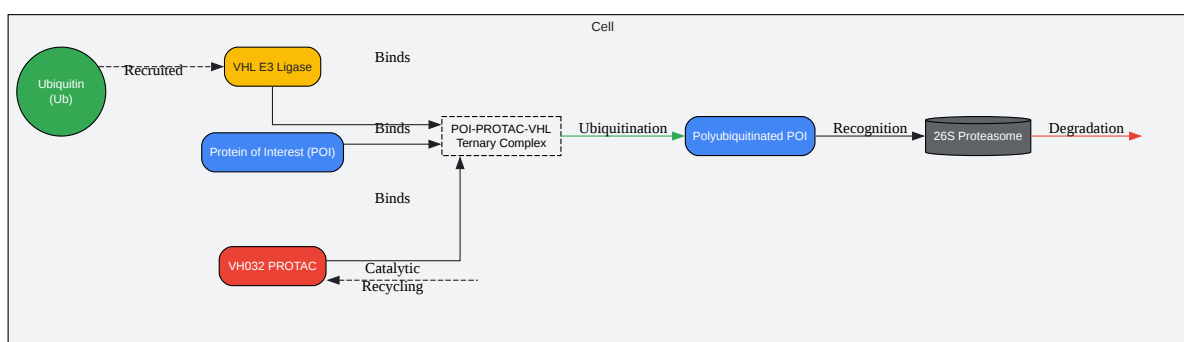 Cell
Ubiquitin
(Ub)
Recruited
VHL E3 Ligase
Binds
Protein of Interest (POI)
Binds
POI-PROTAC-VHL
Ternary Complex
Ubiquitination
Polyubiquitinated POI
Recognition
26S Proteasome
Degradation
Binds
VH032 PROTAC
Catalytic
Recycling